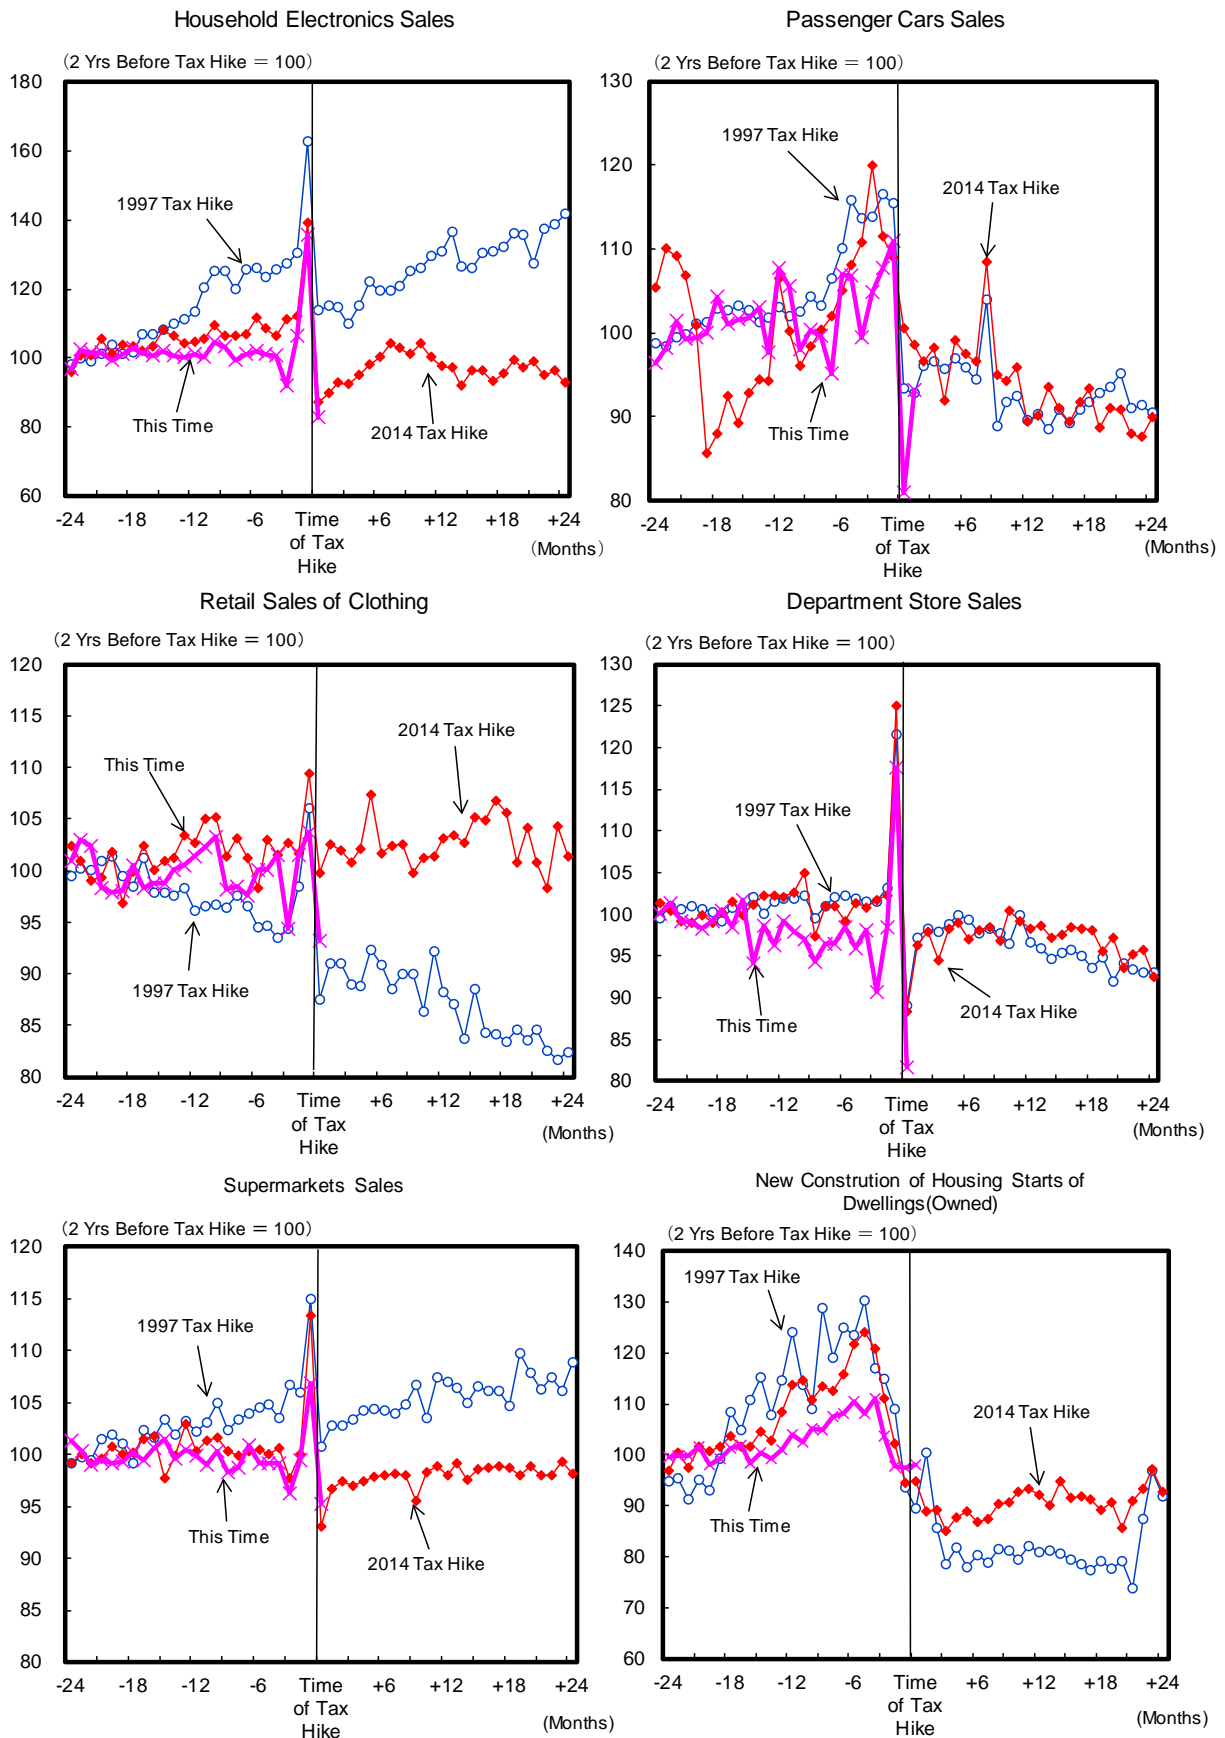 Household Electronics Sales
(2 Yrs Before Tax Hike = 100)
180
160
140
120
100
80
60
1997 Tax Hike
This Time
2014 Tax Hike
-24 -18 -12 -6 Time of Tax Hike +6 +12 +18 +24
(Months)
Passenger Cars Sales
(2 Yrs Before Tax Hike = 100)
130
120
110
100
90
80
1997 Tax Hike
2014 Tax Hike
This Time
-24 -18 -12 -6 Time of Tax Hike +6 +12 +18 +24
(Months)
Retail Sales of Clothing
(2 Yrs Before Tax Hike = 100)
120
115
110
105
100
95
90
85
80
2014 Tax Hike
This Time
1997 Tax Hike
-24 -18 -12 -6 Time of Tax Hike +6 +12 +18 +24
(Months)
Department Store Sales
(2 Yrs Before Tax Hike = 100)
130
125
120
115
110
105
100
95
90
85
80
1997 Tax Hike
This Time
2014 Tax Hike
-24 -18 -12 -6 Time of Tax Hike +6 +12 +18 +24
(Months)
Supermarkets Sales
(2 Yrs Before Tax Hike = 100)
120
115
110
105
100
95
90
85
80
1997 Tax Hike
This Time
2014 Tax Hike
-24 -18 -12 -6 Time of Tax Hike +6 +12 +18 +24
(Months)
New Constrution of Housing Starts of
Dwellings(Owned)
(2 Yrs Before Tax Hike = 100)
140
130
120
110
100
90
80
70
60
1997 Tax Hike
2014 Tax Hike
This Time
-24 -18 -12 -6 Time of Tax Hike +6 +12 +18 +24
(Months)